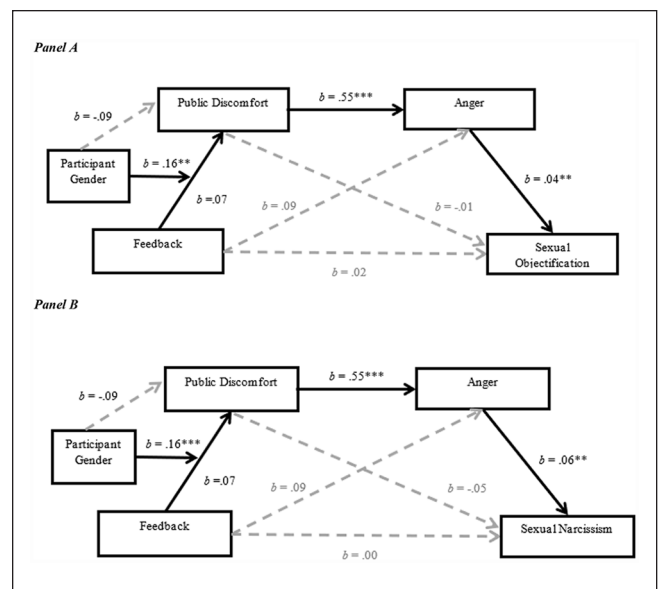 Panel A
Public Discomfort
b = .55***
Anger
b = -.09
Participant
Gender
b = .16**
b =.07
b = .09
b = -.01
b = .04**
Feedback
Sexual
Objectification
b = .02
Panel B
Public Discomfort
b = .55***
Anger
b = -.09
Participant
Gender
b = .16***
b =.07
b = .09
b = -.05
b = .06**
Feedback
Sexual Narcissism
b = .00